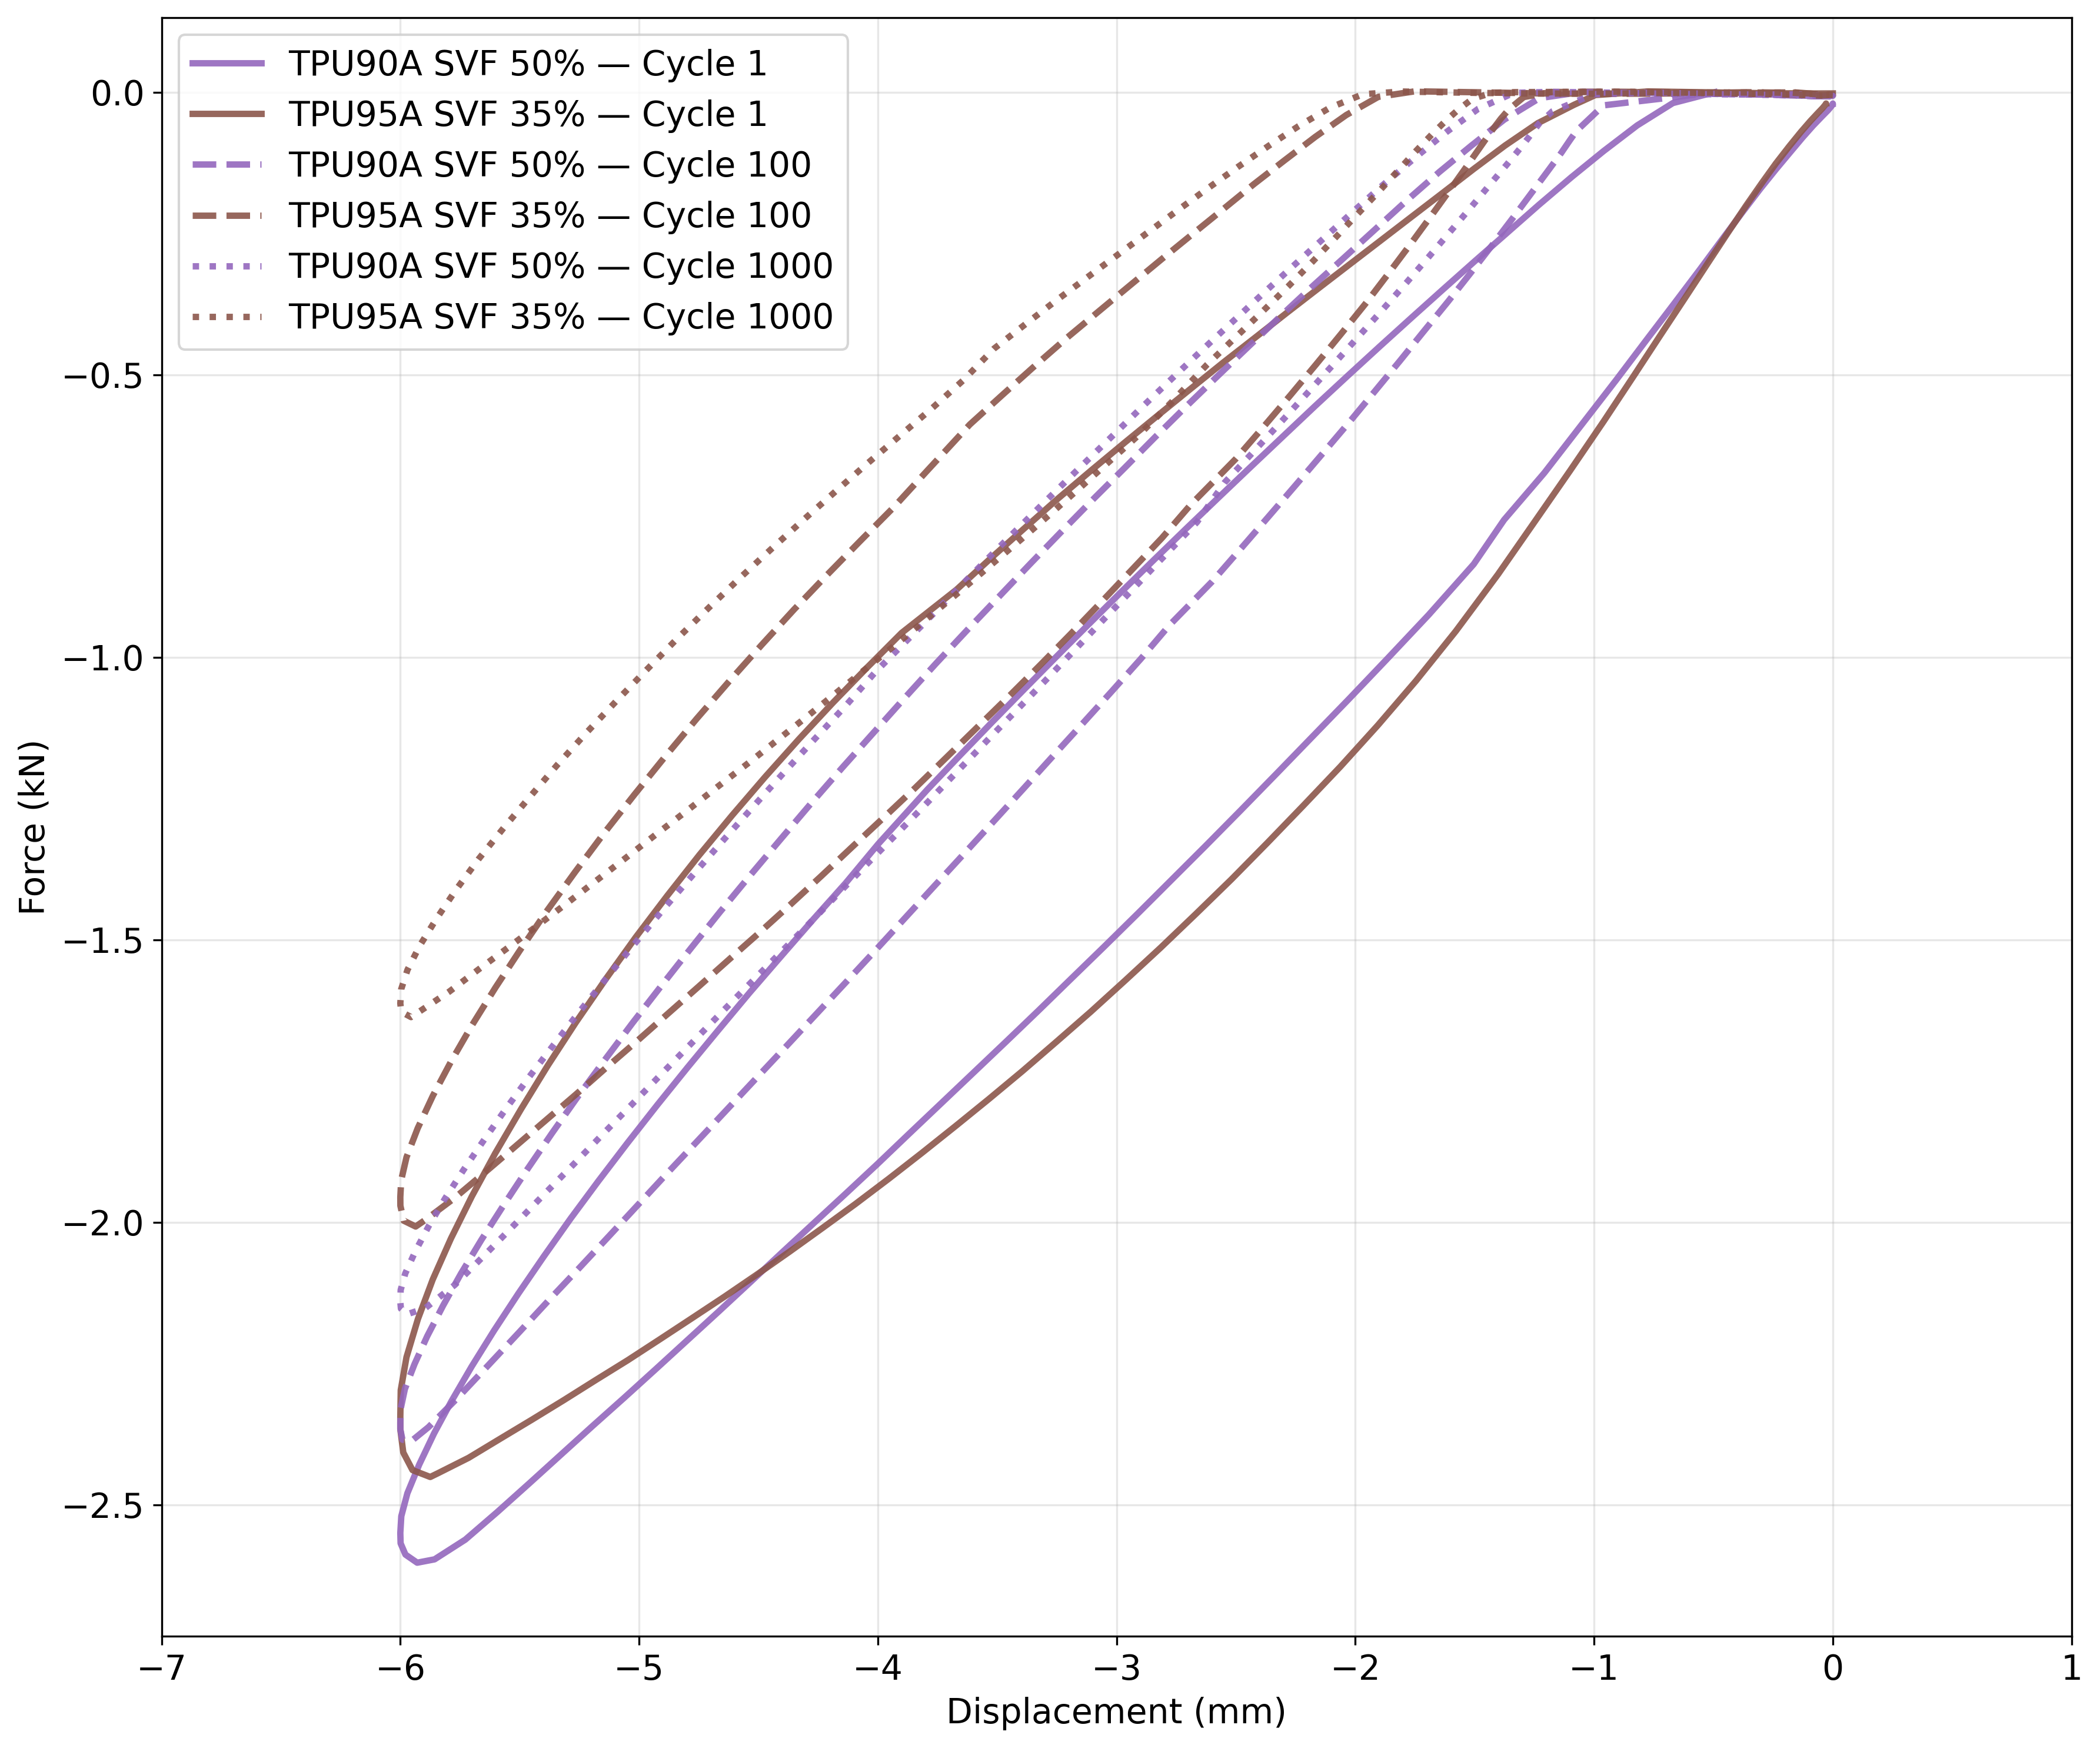 TPU90A SVF 50% — Cycle 1
TPU95A SVF 35% — Cycle 1
TPU90A SVF 50% — Cycle 100
TPU95A SVF 35% — Cycle 100
TPU90A SVF 50% — Cycle 1000
TPU95A SVF 35% — Cycle 1000
0.0
−0.5
−1.0
−1.5
−2.0
−2.5
Force (kN)
−7 −6 −5 −4 −3 −2 −1 0 1
Displacement (mm)